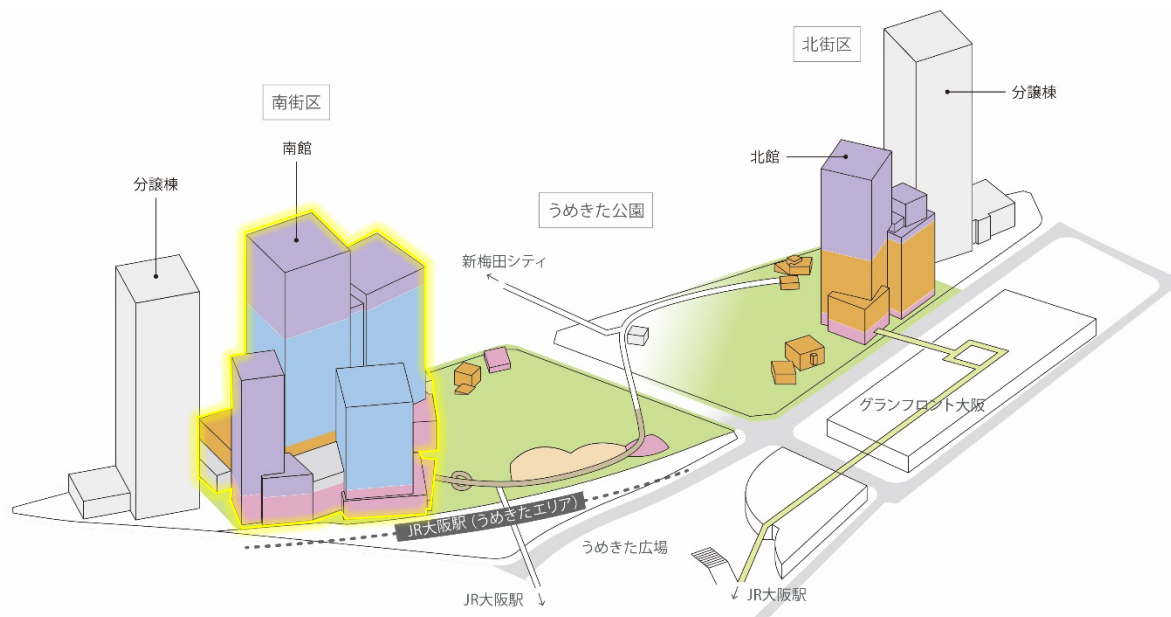 北街区
分譲棟
南街区
南館
北館
分譲棟
うめきた公園
新梅田シティ
グランフロント大阪
JR大阪駅（うめきたエリア）
うめきた広場
JR大阪駅
JR大阪駅